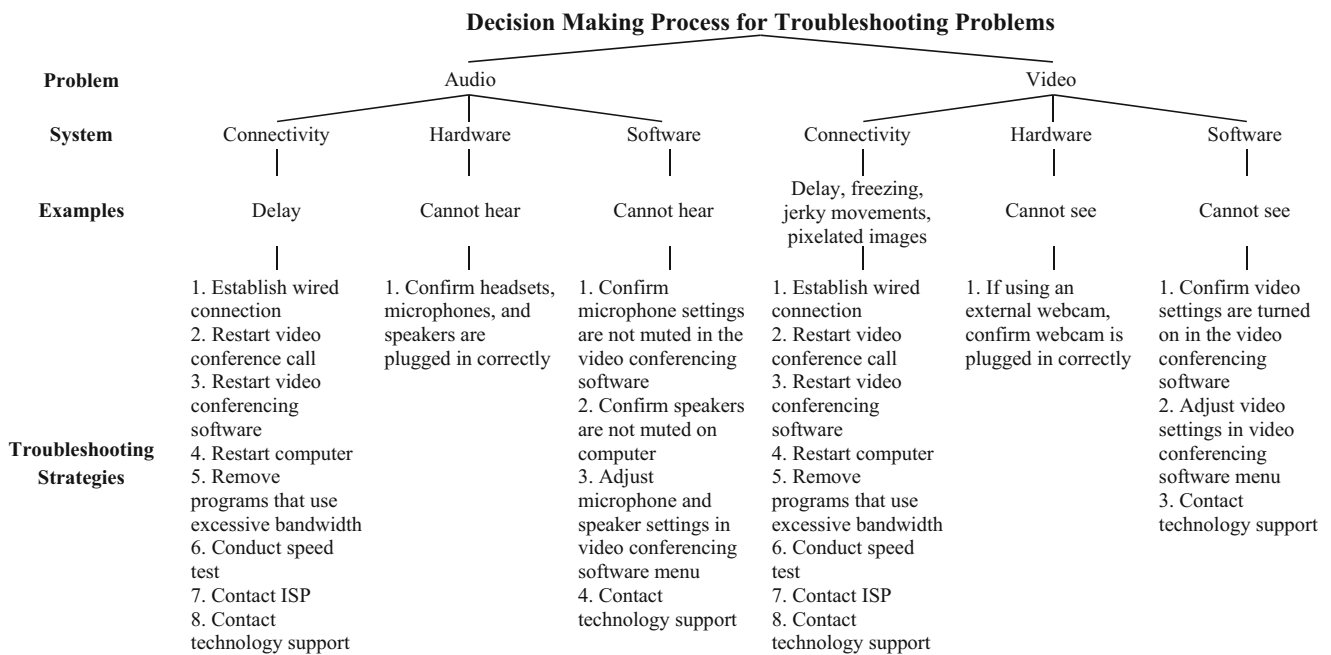 Decision Making Process for Troubleshooting Problems
Problem
Audio
Video
System
Connectivity
Hardware
Software
Connectivity
Hardware
Software
Examples
Delay
Cannot hear
Cannot hear
Delay, freezing,
jerky movements,
pixelated images
Cannot see
Cannot see
Troubleshooting
Strategies
1. Establish wired
connection
2. Restart video
conference call
3. Restart video
conferencing
software
4. Restart computer
5. Remove
programs that use
excessive bandwidth
6. Conduct speed
test
7. Contact ISP
8. Contact
technology support
1. Confirm headsets,
microphones, and
speakers are
plugged in correctly
1. Confirm
microphone settings
are not muted in the
video conferencing
software
2. Confirm speakers
are not muted on
computer
3. Adjust
microphone and
speaker settings in
video conferencing
software menu
4. Contact
technology support
1. Establish wired
connection
2. Restart video
conference call
3. Restart video
conferencing
software
4. Restart computer
5. Remove
programs that use
excessive bandwidth
6. Conduct speed
test
7. Contact ISP
8. Contact
technology support
1. If using an
external webcam,
confirm webcam is
plugged in correctly
1. Confirm video
settings are turned
on in the video
conferencing
software
2. Adjust video
settings in video
conferencing
software menu
3. Contact
technology support